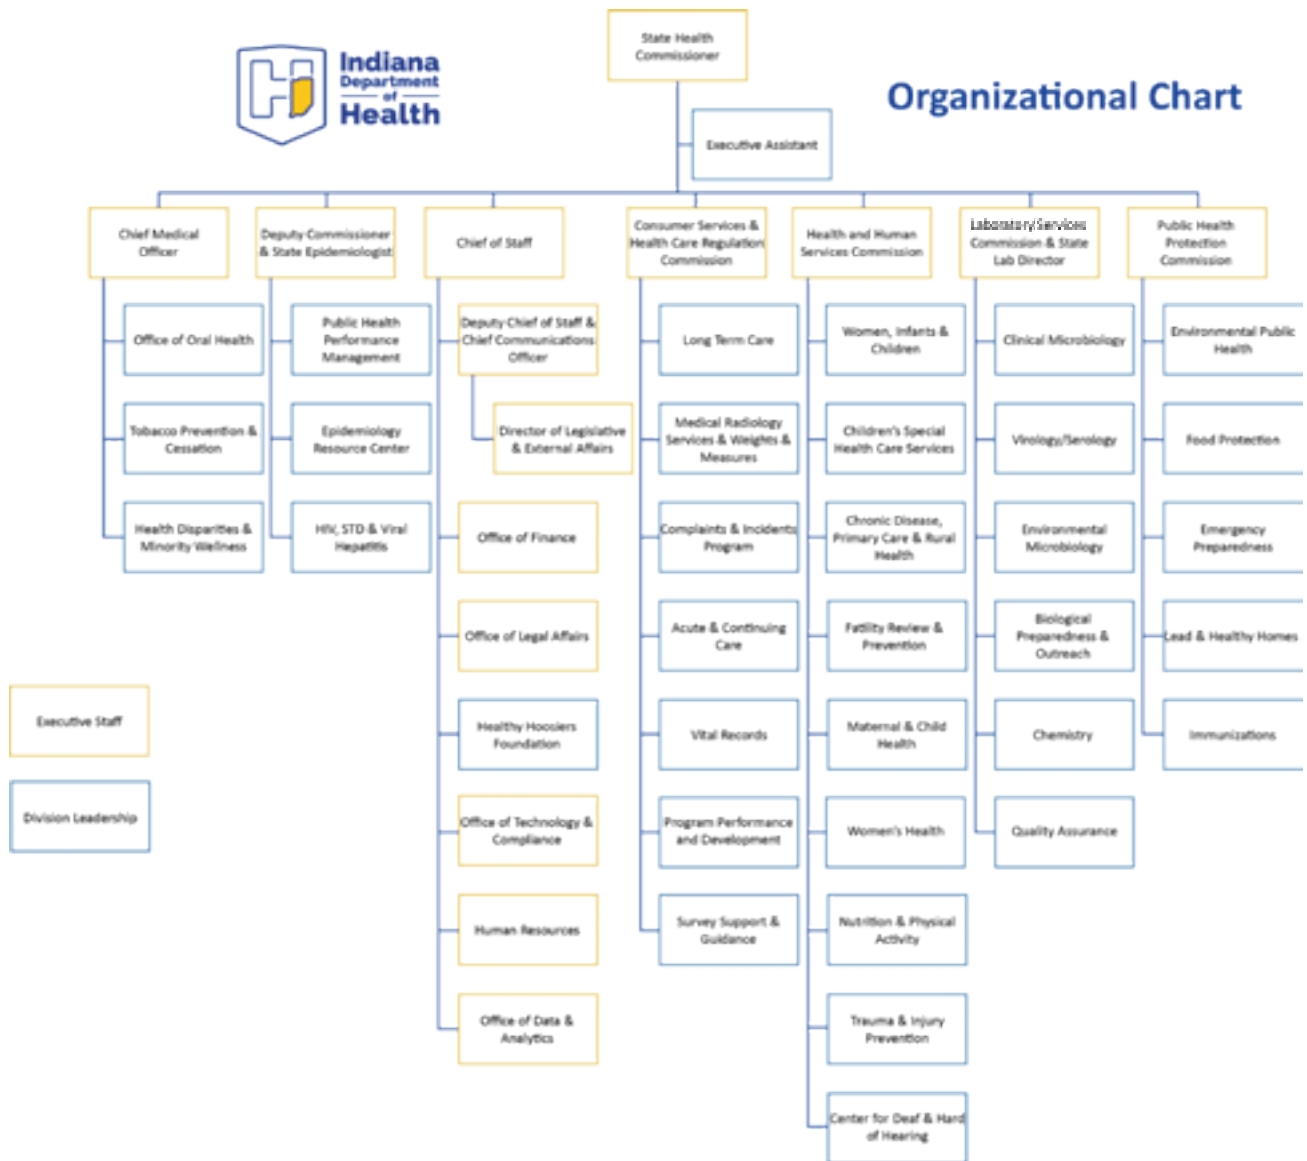 State Health
Commissioner
Indiana
Department
of
Health
Organizational Chart
Executive Assistant
Chief Medical
Officer
Deputy Commissioner
& State Epidemiologist
Chief of Staff
Consumer Services &
Health Care Regulation
Commission
Health and Human
Services Commission
Laboratory Services
Commission & State
Lab Director
Public Health
Protection
Commission
Office of Oral Health
Public Health
Performance
Management
Deputy Chief of Staff &
Chief Communications
Officer
Long Term Care
Women, Infants &
Children
Clinical Microbiology
Environmental Public
Health
Tobacco Prevention &
Cessation
Epidemiology
Resource Center
Director of Legislative
& External Affairs
Medical Radiology
Services & Weights &
Measures
Children's Special
Health Care Services
Virology/Serology
Food Protection
Health Disparities &
Minority Wellness
HIV, STD & Viral
Hepatitis
Office of Finance
Complaints & Incidents
Program
Chronic Disease,
Primary Care & Rural
Health
Environmental
Microbiology
Emergency
Preparedness
Office of Legal Affairs
Acute & Continuing
Care
Fatility Review &
Prevention
Biological
Preparedness &
Outreach
Lead & Healthy Homes
Executive Staff
Healthy Hoosiers
Foundation
Vital Records
Maternal & Child
Health
Chemistry
Immunizations
Division Leadership
Office of Technology &
Compliance
Program Performance
and Development
Women's Health
Quality Assurance
Human Resources
Survey Support &
Guidance
Nutrition & Physical
Activity
Office of Data &
Analytics
Trauma & Injury
Prevention
Center for Deaf & Hard
of Hearing